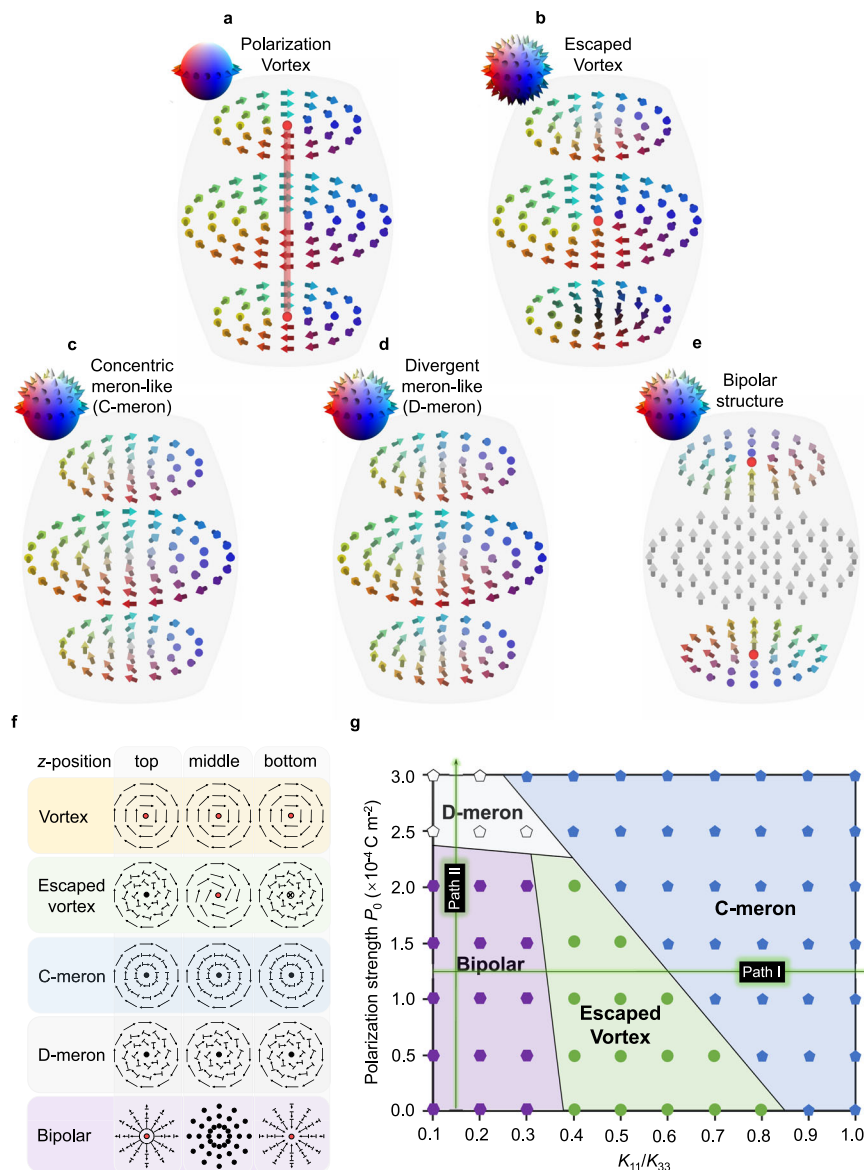 a
Polarization
Vortex
b
Escaped
Vortex
c
Concentric
meron-like
(C-meron)
d
Divergent
meron-like
(D-meron)
e
Bipolar
structure
f
z-position top middle bottom
Vortex
Escaped
vortex
C-meron
D-meron
Bipolar
g
Polarization strength P₀ (×10⁻⁴ C m⁻²)
3.0
2.5
2.0
1.5
1.0
0.5
0.0
D-meron
Path II
C-meron
Bipolar
Path I
Escaped
Vortex
0.1 0.2 0.3 0.4 0.5 0.6 0.7 0.8 0.9 1.0
K₁₁/K₃₃